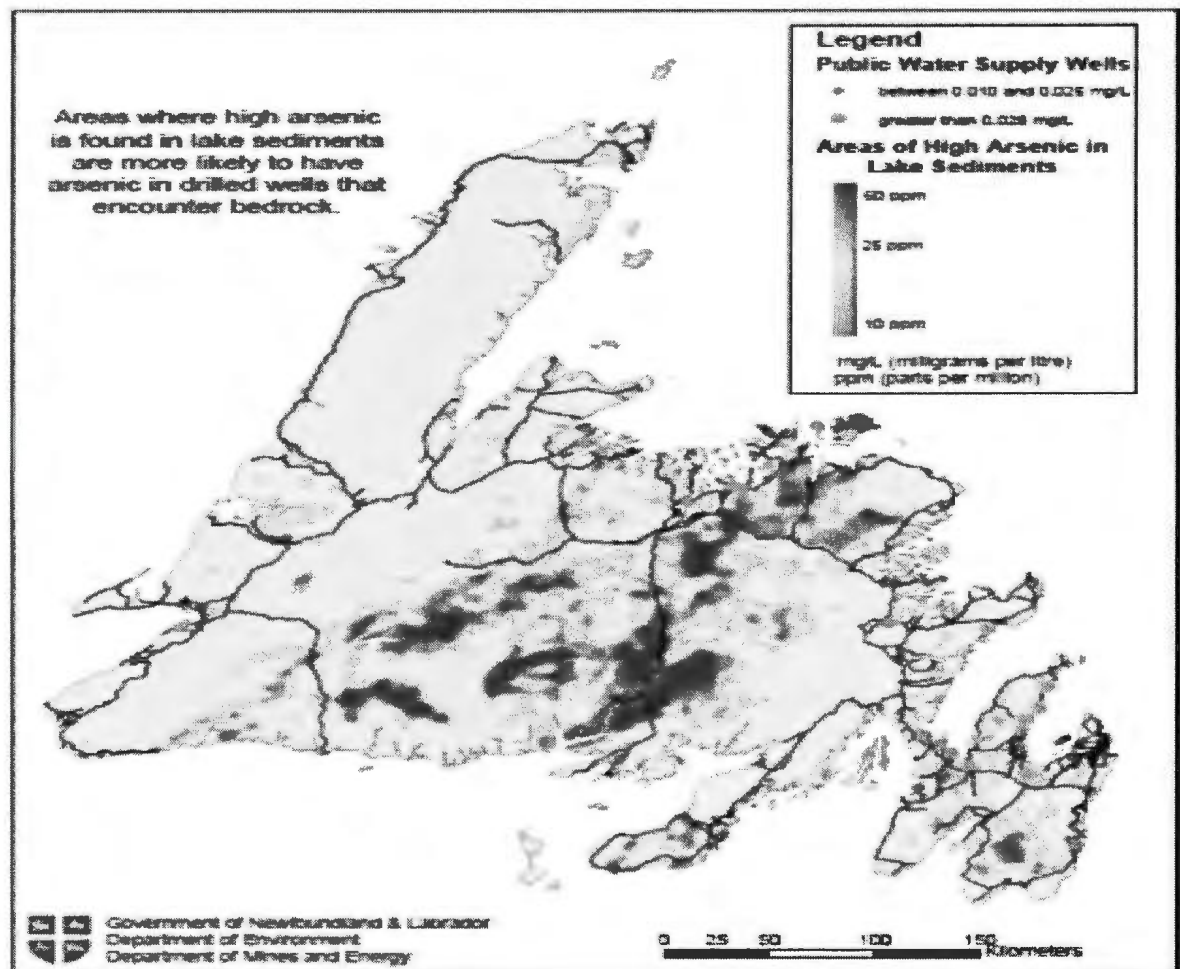 Areas where high arsenic
is found in lake sediments
are more likely to have
arsenic in drilled wells that
encounter bedrock.
Legend
Public Water Supply Wells
between 0.010 and 0.025 mg/L
greater than 0.025 mg/L
Areas of High Arsenic in
Lake Sediments
50 ppm
25 ppm
10 ppm
mg/L (milligrams per litre)
ppm (parts per million)
Government of Newfoundland & Labrador
Department of Environment
Department of Mines and Energy
0 25 50 100 150
Kilometers